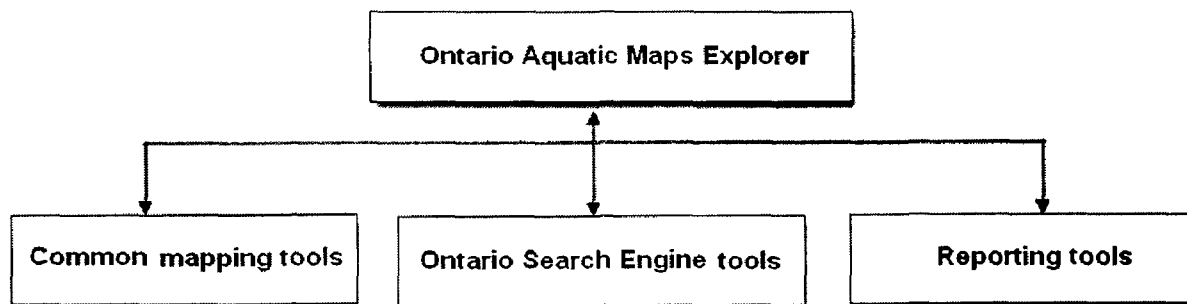 Ontario Aquatic Maps Explorer
Common mapping tools
Ontario Search Engine tools
Reporting tools